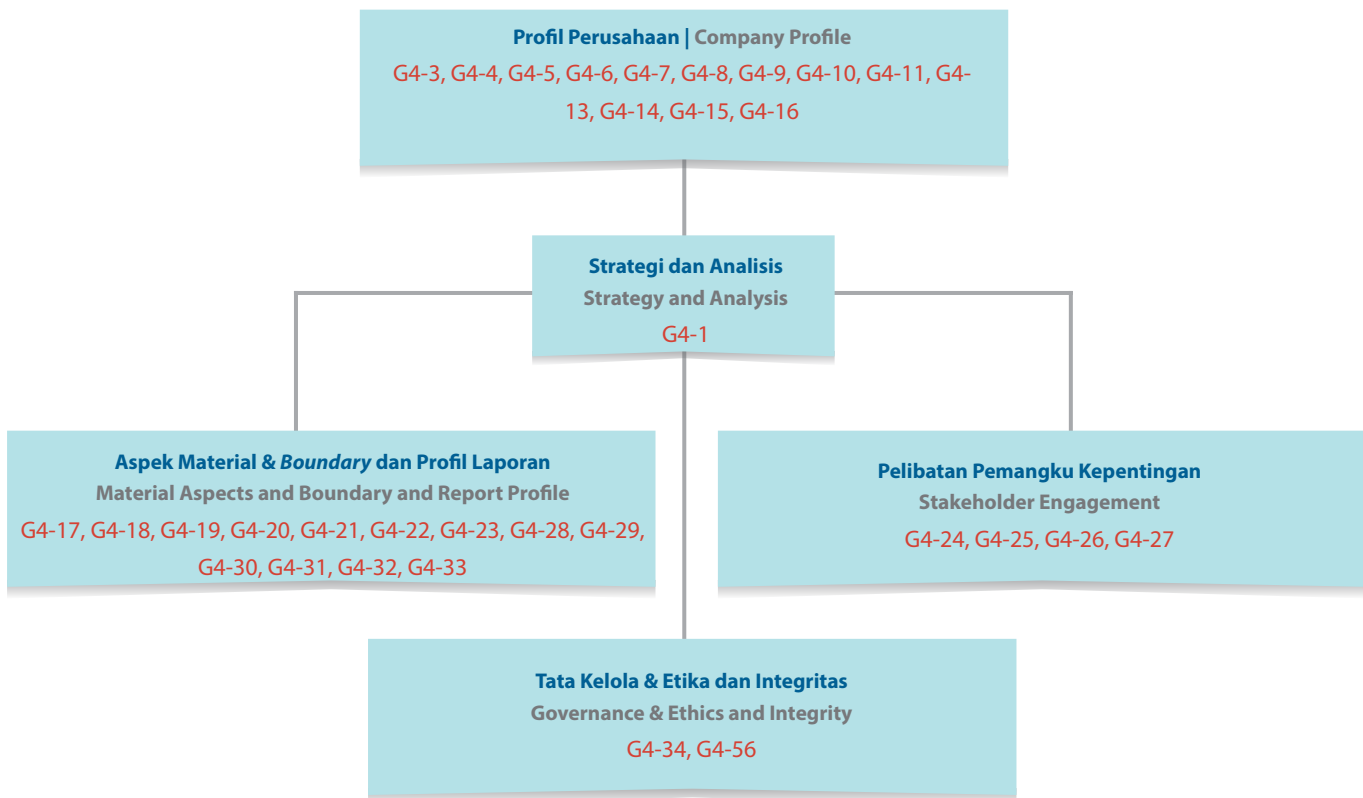 Profil Perusahaan | Company Profile
G4-3, G4-4, G4-5, G4-6, G4-7, G4-8, G4-9, G4-10, G4-11, G4-
13, G4-14, G4-15, G4-16
Strategi dan Analisis
Strategy and Analysis
G4-1
Aspek Material & Boundary dan Profil Laporan
Material Aspects and Boundary and Report Profile
G4-17, G4-18, G4-19, G4-20, G4-21, G4-22, G4-23, G4-28, G4-29,
G4-30, G4-31, G4-32, G4-33
Pelibatan Pemangku Kepentingan
Stakeholder Engagement
G4-24, G4-25, G4-26, G4-27
Tata Kelola & Etika dan Integritas
Governance & Ethics and Integrity
G4-34, G4-56